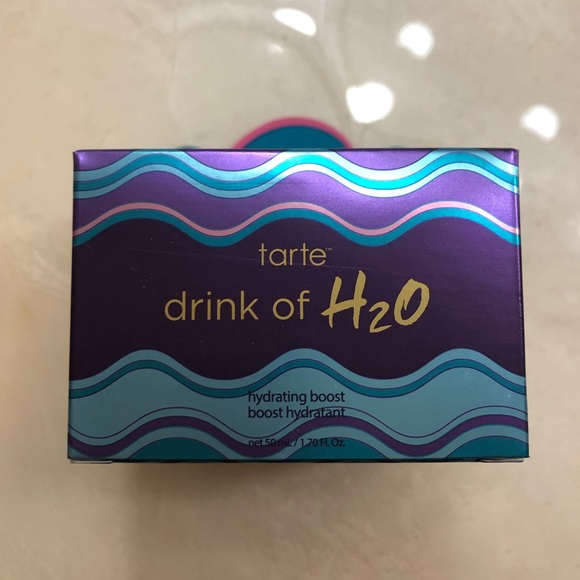 tarte™
drink of H2O
hydrating boost
boost hydratant
net 50 mL / 1.70 Fl. Oz.